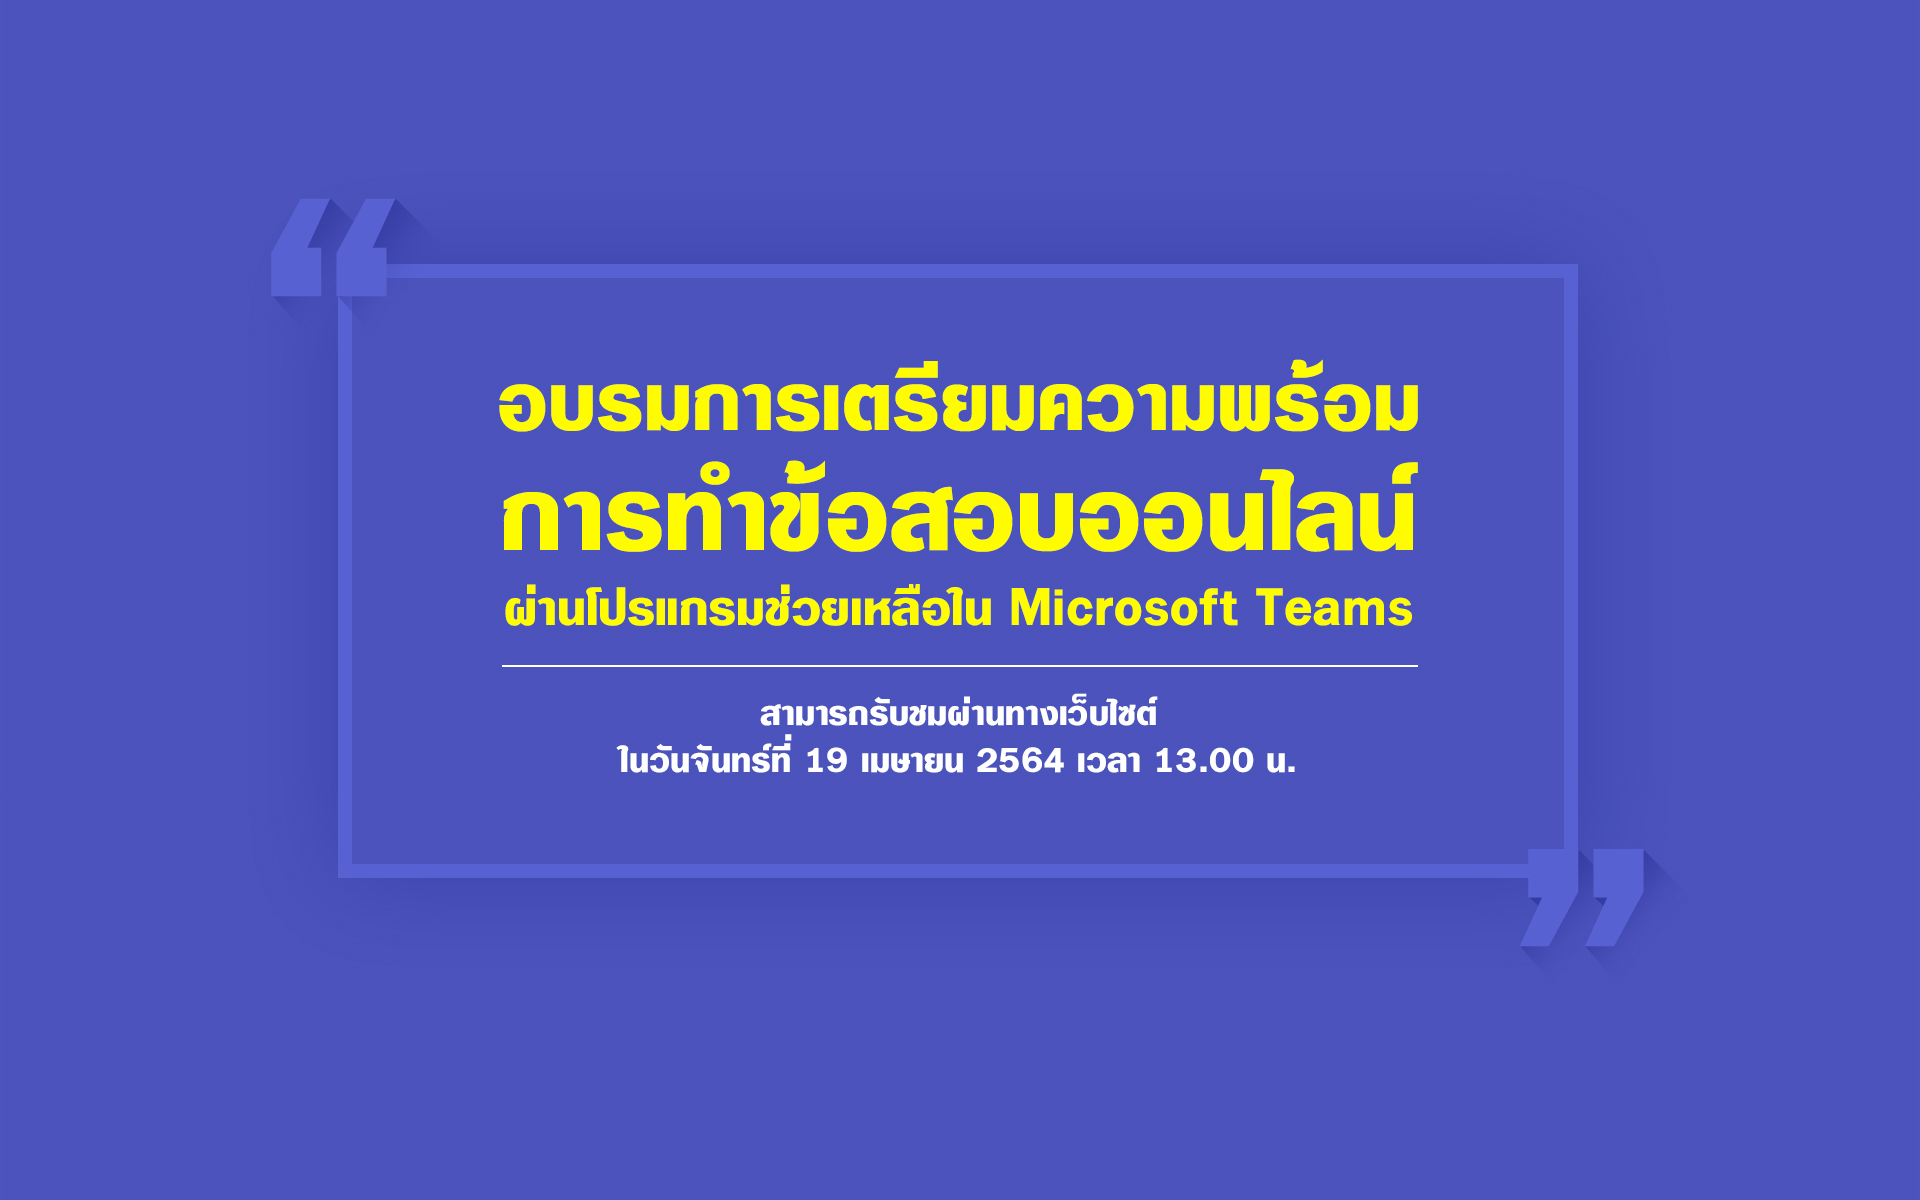 อบรมการเตรียมความพร้อม
การทำข้อสอบออนไลน์
ผ่านโปรแกรมช่วยเหลือใน Microsoft Teams
สามารถรับชมผ่านทางเว็บไซต์
ในวันจันทร์ที่ 19 เมษายน 2564 เวลา 13.00 น.